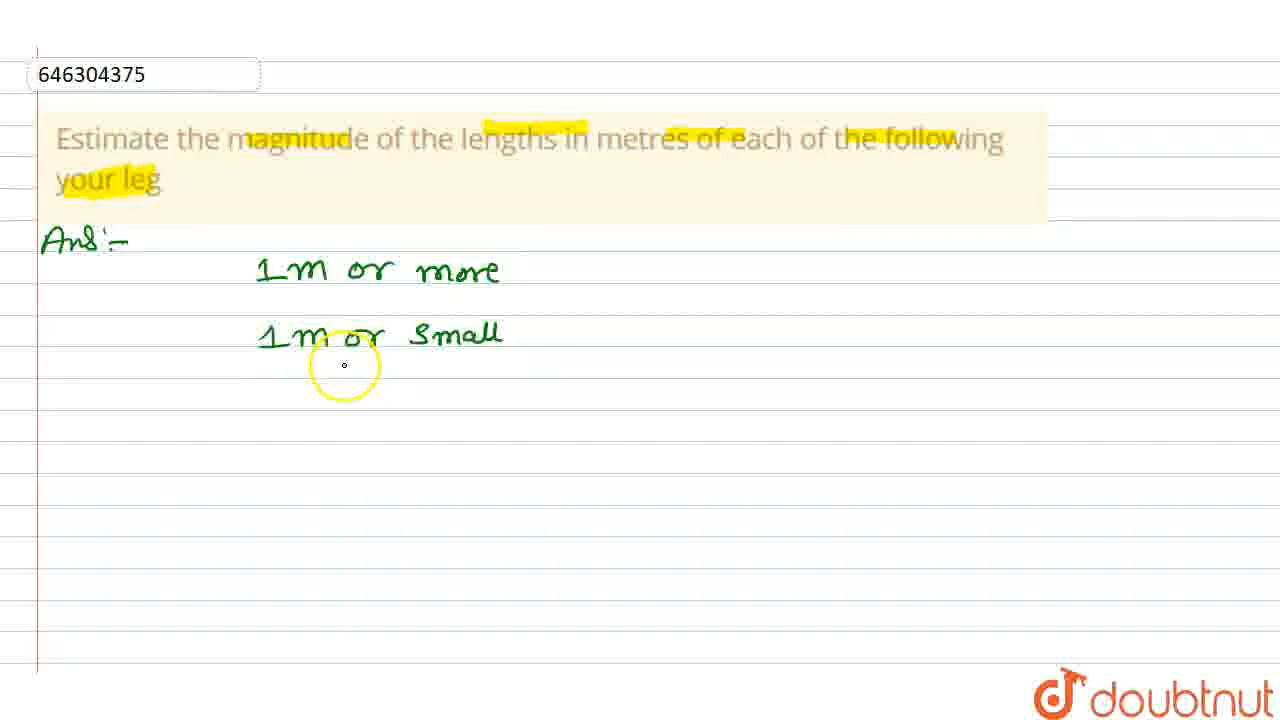 646304375
Estimate the magnitude of the lengths in metres of each of the following
your leg
Ans:-
1m or more
1m or small
doubtnut